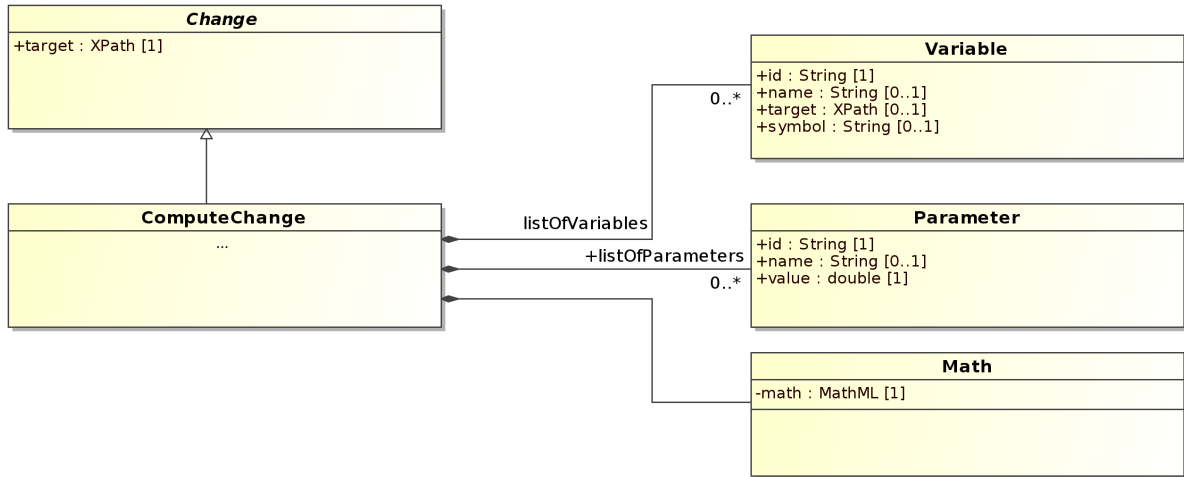 Change
+target : XPath [1]
Variable
+id : String [1]
+name : String [0..1]
+target : XPath [0..1]
+symbol : String [0..1]
0..*
listOfVariables
ComputeChange
...
+listOfParameters
0..*
Parameter
+id : String [1]
+name : String [0..1]
+value : double [1]
Math
-math : MathML [1]